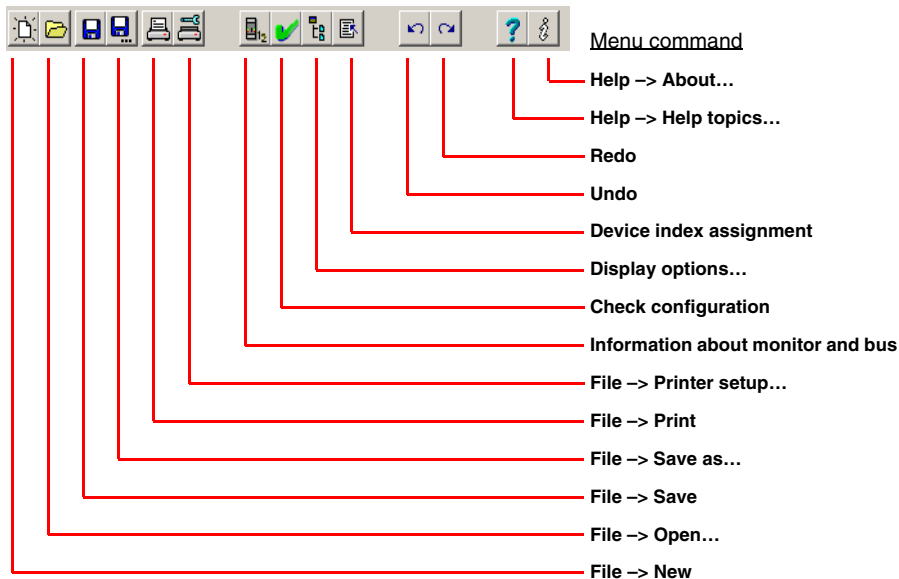 Menu command
Help –> About…
Help –> Help topics…
Redo
Undo
Device index assignment
Display options…
Check configuration
Information about monitor and bus
File –> Printer setup…
File –> Print
File –> Save as…
File –> Save
File –> Open…
File –> New